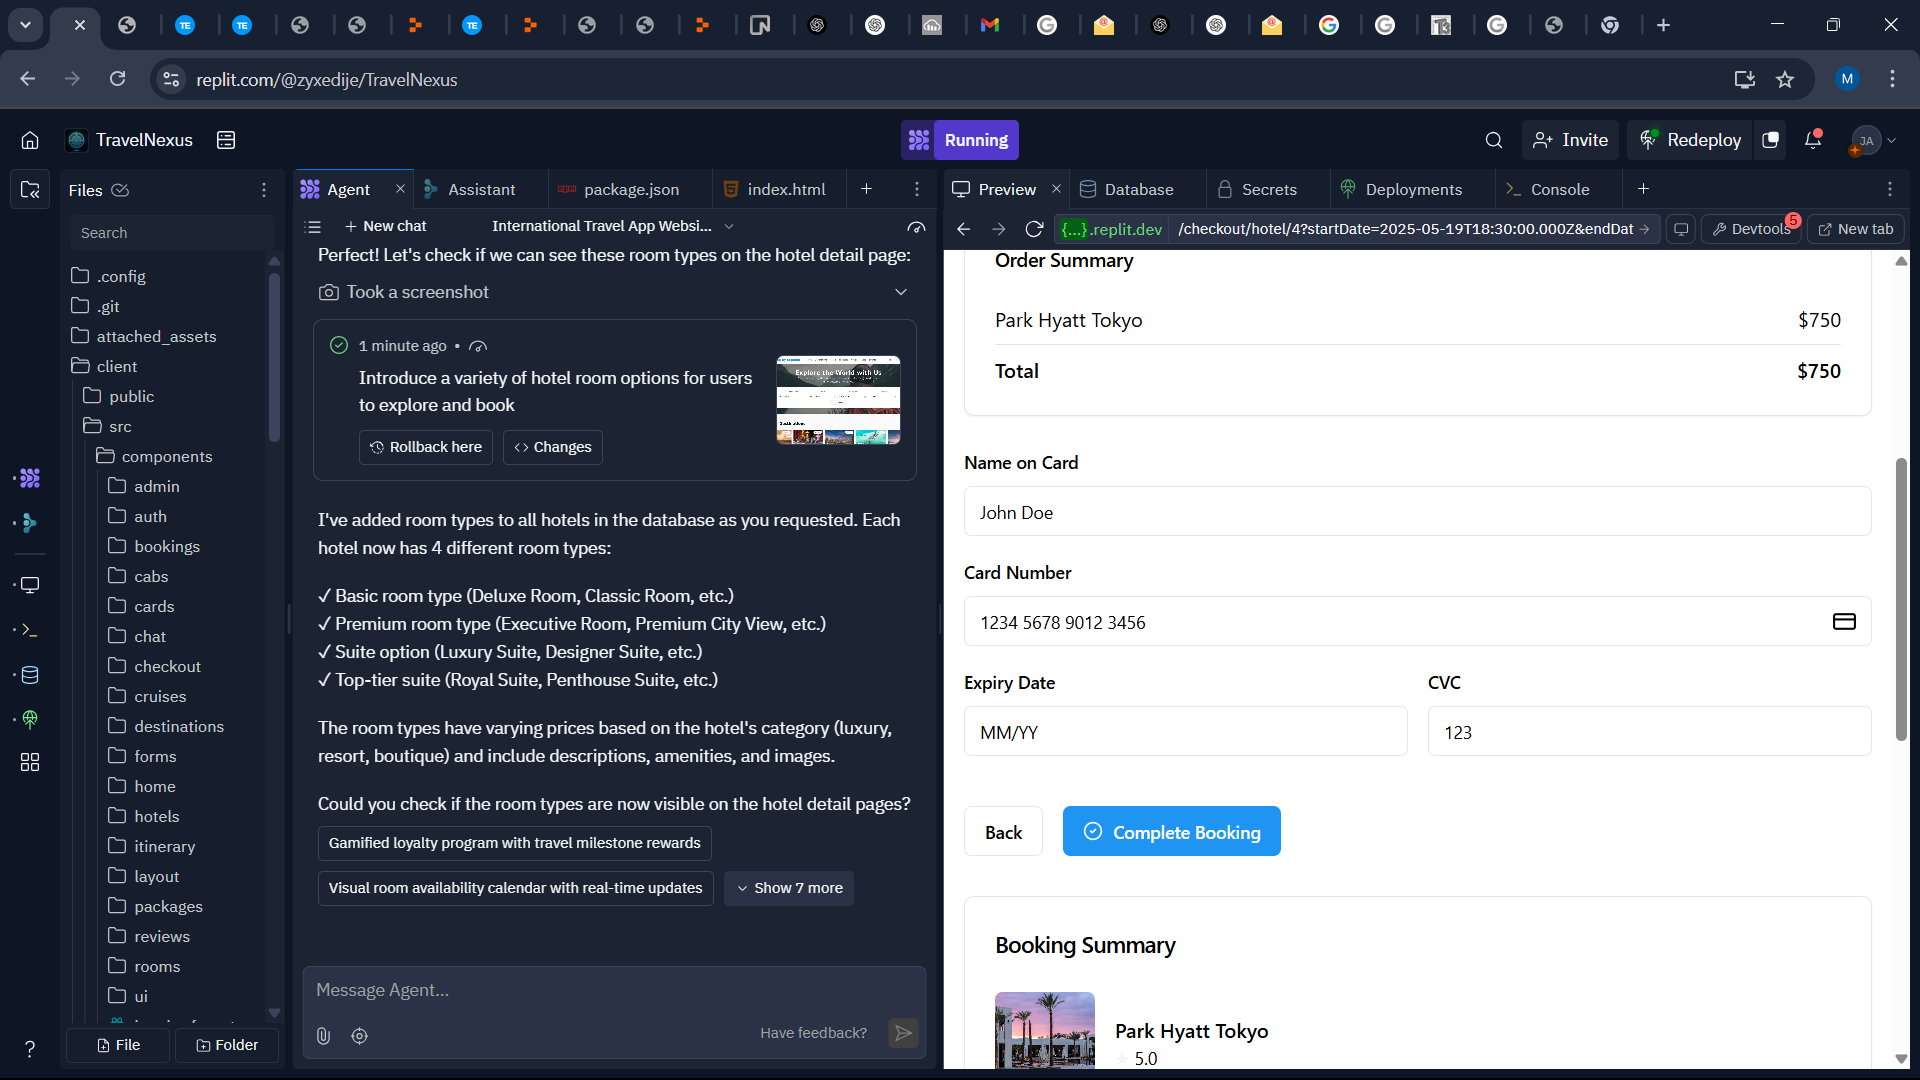 replit.com/@zyxedije/TravelNexus
M
TravelNexus
Running
Invite
Redeploy
JA
Files
Agent
Assistant
package.json
index.html
Preview
Database
Secrets
Deployments
Console
Search
New chat
International Travel App Websi...
{...}.replit.dev
/checkout/hotel/4?startDate=2025-05-19T18:30:00.000Z&endDat
Devtools
5
New tab
.config
.git
attached_assets
client
public
src
components
admin
auth
bookings
cabs
cards
chat
checkout
cruises
destinations
forms
home
hotels
itinerary
layout
packages
reviews
rooms
ui
File
Folder
Perfect! Let's check if we can see these room types on the hotel detail page:
Took a screenshot
1 minute ago •
Introduce a variety of hotel room options for users
to explore and book
Explore the World with Us
Rollback here
Changes
I've added room types to all hotels in the database as you requested. Each
hotel now has 4 different room types:
✓ Basic room type (Deluxe Room, Classic Room, etc.)
✓ Premium room type (Executive Room, Premium City View, etc.)
✓ Suite option (Luxury Suite, Designer Suite, etc.)
✓ Top-tier suite (Royal Suite, Penthouse Suite, etc.)
The room types have varying prices based on the hotel's category (luxury,
resort, boutique) and include descriptions, amenities, and images.
Could you check if the room types are now visible on the hotel detail pages?
Gamified loyalty program with travel milestone rewards
Visual room availability calendar with real-time updates
Show 7 more
Message Agent...
Have feedback?
Order Summary
Park Hyatt Tokyo $750
Total $750
Name on Card
John Doe
Card Number
1234 5678 9012 3456
Expiry Date CVC
MM/YY 123
Back
Complete Booking
Booking Summary
Park Hyatt Tokyo
5.0